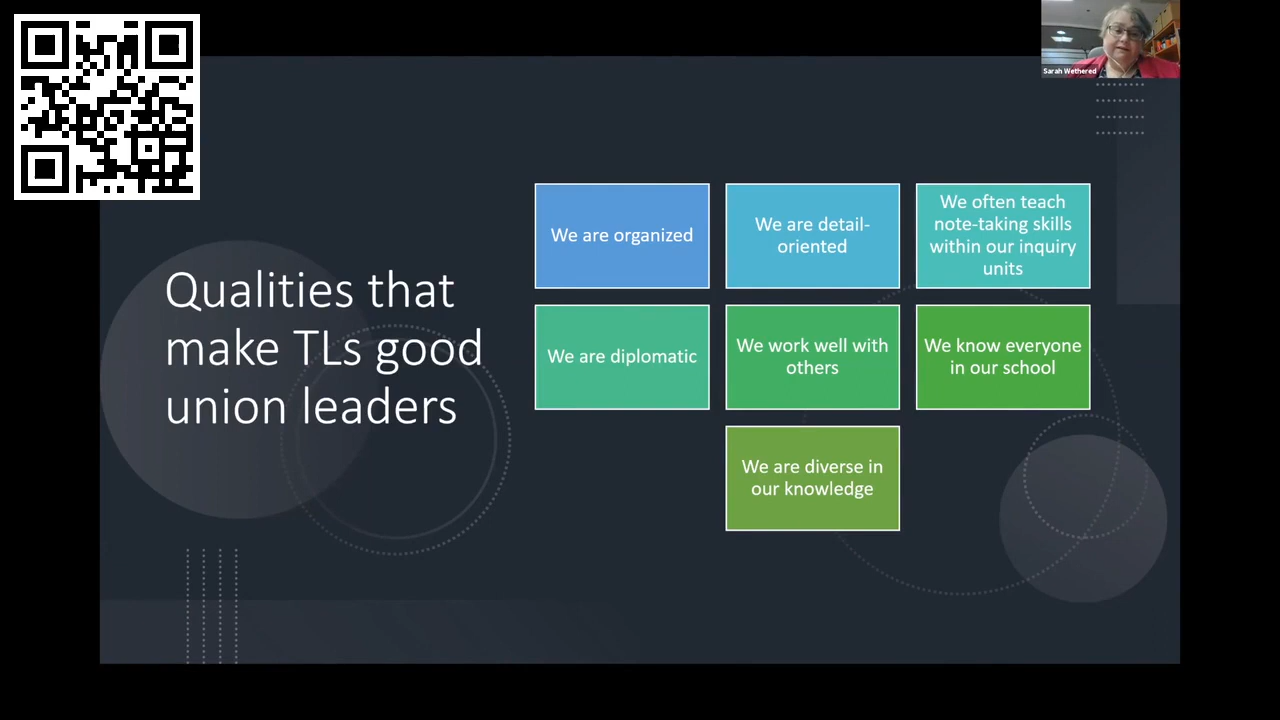 Sarah Wethered
Qualities that
make TLs good
union leaders
We are organized
We are detail-
oriented
We often teach
note-taking skills
within our inquiry
units
We are diplomatic
We work well with
others
We know everyone
in our school
We are diverse in
our knowledge